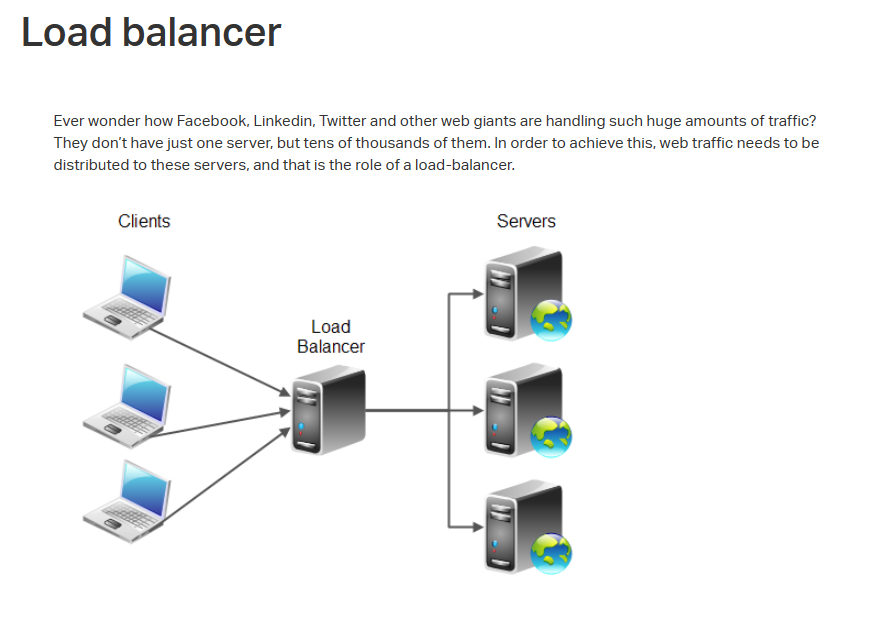 Load balancer
Ever wonder how Facebook, Linkedin, Twitter and other web giants are handling such huge amounts of traffic?
They don’t have just one server, but tens of thousands of them. In order to achieve this, web traffic needs to be
distributed to these servers, and that is the role of a load-balancer.
Clients
Servers
Load
Balancer